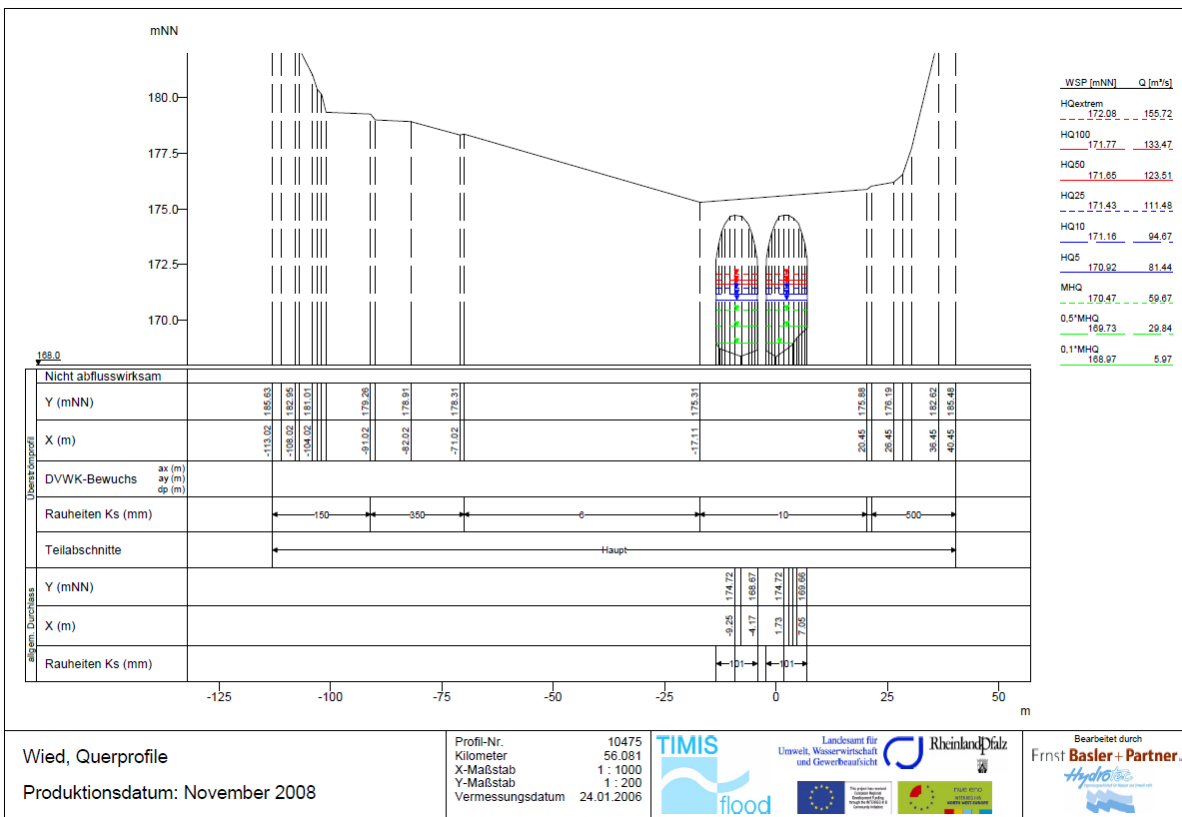 mNN
180.0
177.5
175.0
172.5
170.0
168.0
WSP [mNN] Q [m³/s]
HQextrem
172.08 155.72
HQ100
171.77 133.47
HQ50
171.65 123.51
HQ25
171.43 111.48
HQ10
171.16 94.67
HQ5
170.92 81.44
MHQ
170.47 59.67
0,5*MHQ
169.73 29.84
0,1*MHQ
168.97 5.97
Überströmprofil
Nicht abflusswirksam
Y (mNN) 185.63 182.95 181.01 179.26 178.91 178.31 175.31 175.88 176.19 182.62 185.48
X (m) -113.02 -108.02 -104.02 -91.02 -82.02 -71.02 -17.11 20.45 26.45 36.45 40.45
DVWK-Bewuchs ax (m)
ay (m)
dp (m)
Rauheiten Ks (mm) 150 350 6 10 500
Teilabschnitte Haupt
allgem. Durchlass
Y (mNN) 174.72 168.67 174.72 169.66
X (m) -9.25 -4.17 1.73 7.05
Rauheiten Ks (mm) 101 101
-125 -100 -75 -50 -25 0 25 50
m
Wied, Querprofile
Produktionsdatum: November 2008
Profil-Nr. 10475
Kilometer 56.081
X-Maßstab 1 : 1000
Y-Maßstab 1 : 200
Vermessungsdatum 24.01.2006
TIMIS
flood
Landesamt für
Umwelt, Wasserwirtschaft
und Gewerbeaufsicht
RheinlandPfalz
NORTH WEST EUROPE
Bearbeitet durch
Ernst Basler + Partner
Hydrotec